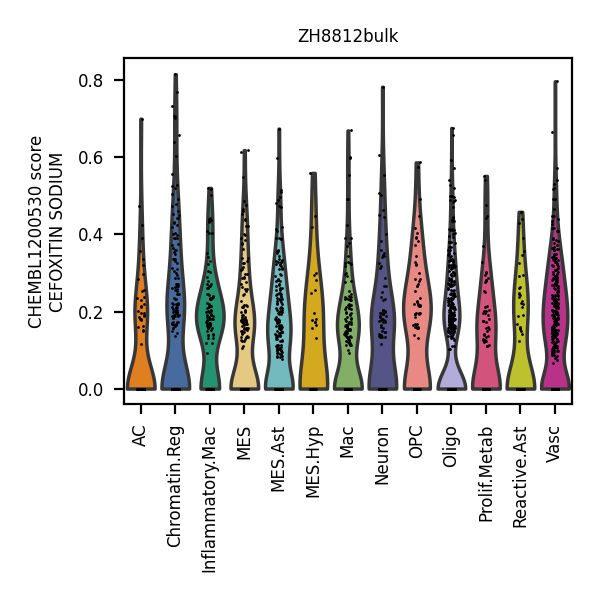 ZH8812bulk
CHEMBL1200530 score
CEFOXITIN SODIUM
0.8
0.6
0.4
0.2
0.0
AC
Chromatin.Reg
Inflammatory.Mac
MES
MES.Ast
MES.Hyp
Mac
Neuron
OPC
Oligo
Prolif.Metab
Reactive.Ast
Vasc